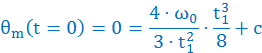 θₘ(t = 0) = 0 = (4 · ω₀)/(3 · t₁²) · t₁³/8 + c